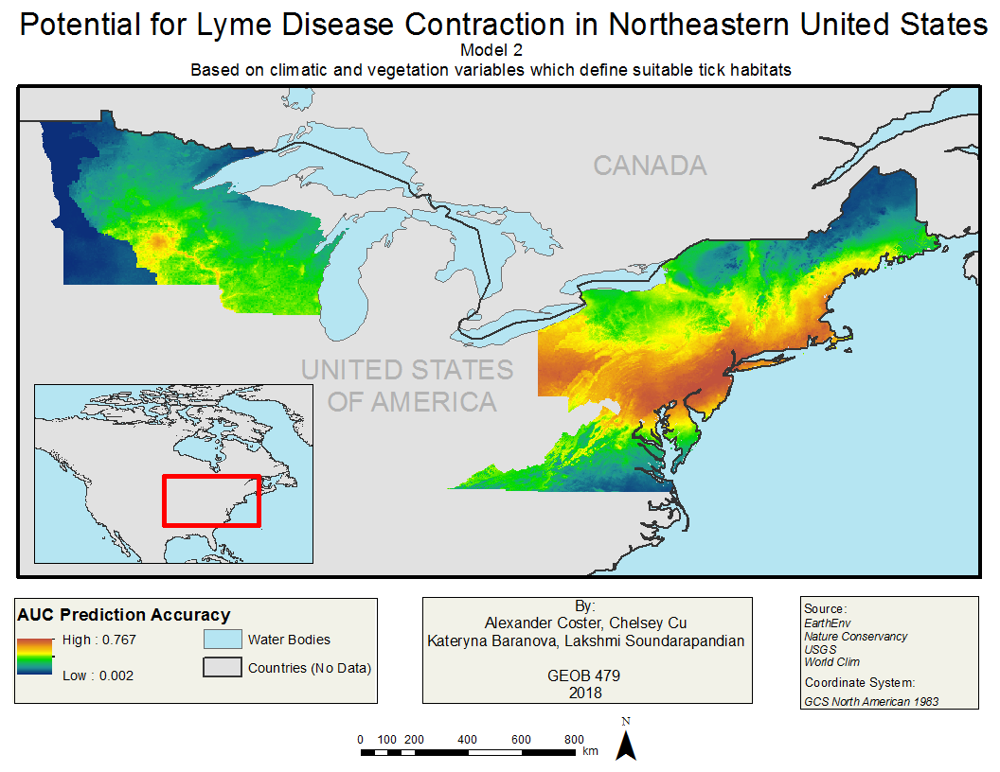 Potential for Lyme Disease Contraction in Northeastern United States
Model 2
Based on climatic and vegetation variables which define suitable tick habitats
CANADA
UNITED STATES
OF AMERICA
AUC Prediction Accuracy
High : 0.767
Low : 0.002
Water Bodies
Countries (No Data)
By:
Alexander Coster, Chelsey Cu
Kateryna Baranova, Lakshmi Soundarapandian
GEOB 479
2018
Source:
EarthEnv
Nature Conservancy
USGS
World Clim
Coordinate System:
GCS North American 1983
0 100 200 400 600 800
km
N